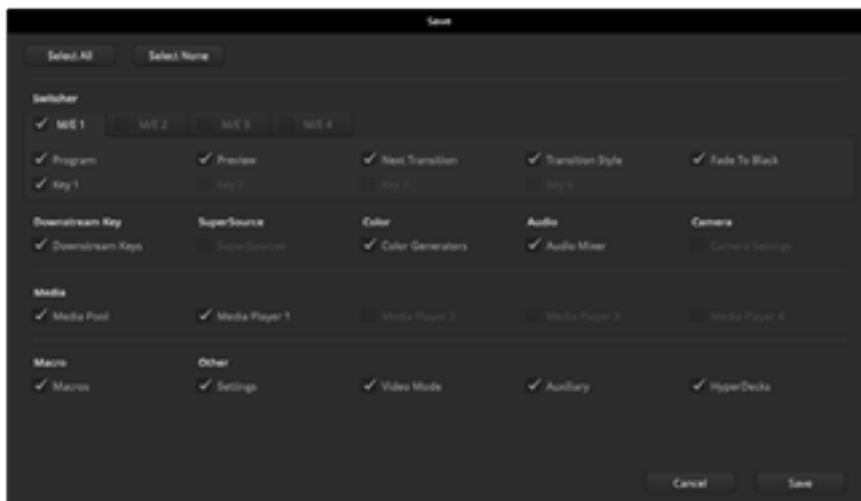 Save
Select All Select None
Switcher
M/E 1 M/E 2 M/E 3 M/E 4
Program Preview Next Transition Transition Style Fade To Black
Key 1 Key 2 Key 3 Key 4
Downstream Key SuperSource Color Audio Camera
Downstream Keys SuperSources Color Generators Audio Mixer Camera Settings
Media
Media Pool Media Player 1 Media Player 2 Media Player 3 Media Player 4
Macro Other
Macros Settings Video Mode Auxiliary HyperDecks
Cancel Save